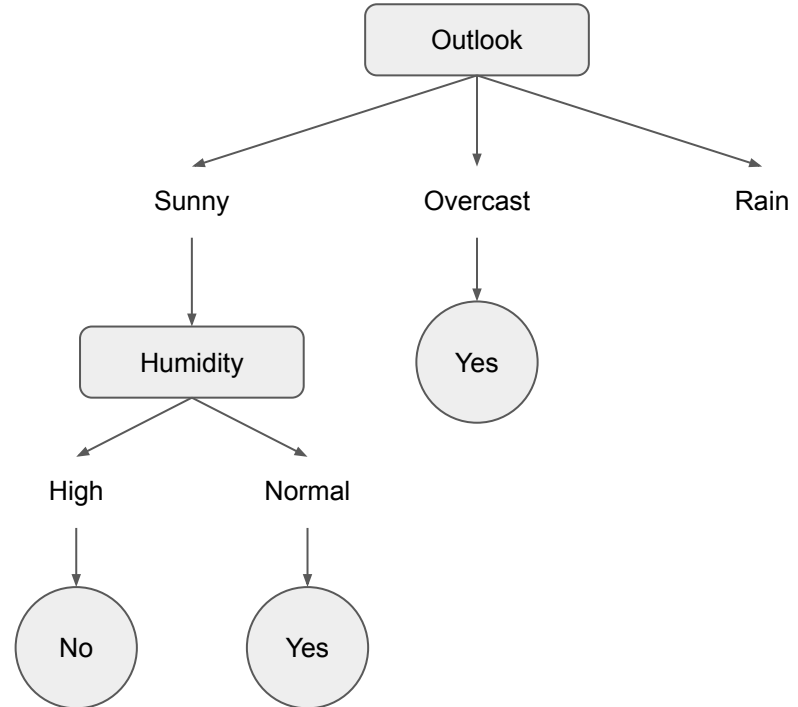 Outlook
Sunny
Overcast
Rain
Humidity
Yes
High
Normal
No
Yes